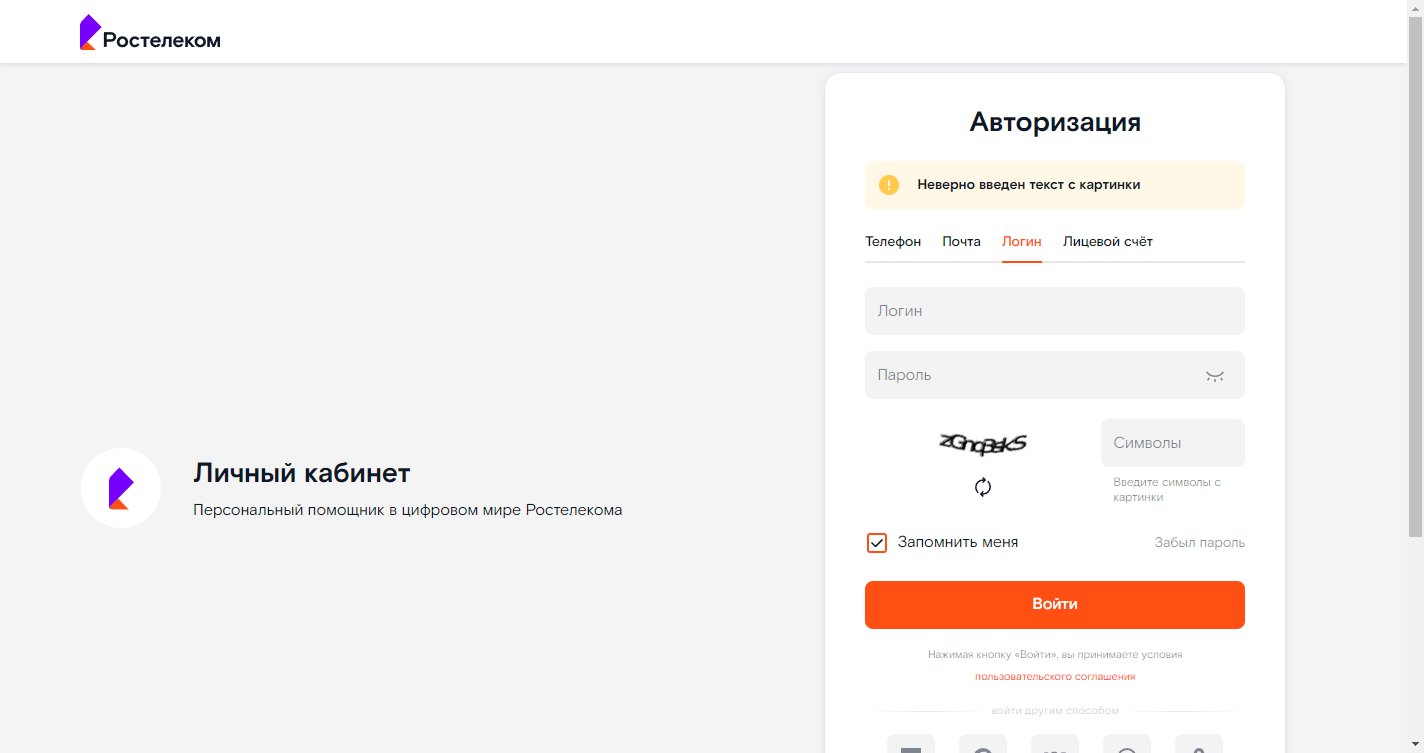 Ростелеком
Авторизация
Неверно введен текст с картинки
Телефон Почта Логин Лицевой счёт
Логин
Пароль
Символы
Введите символы с
картинки
Личный кабинет
Персональный помощник в цифровом мире Ростелекома
Запомнить меня Забыл пароль
Войти
Нажимая кнопку «Войти», вы принимаете условия
пользовательского соглашения
войти другим способом